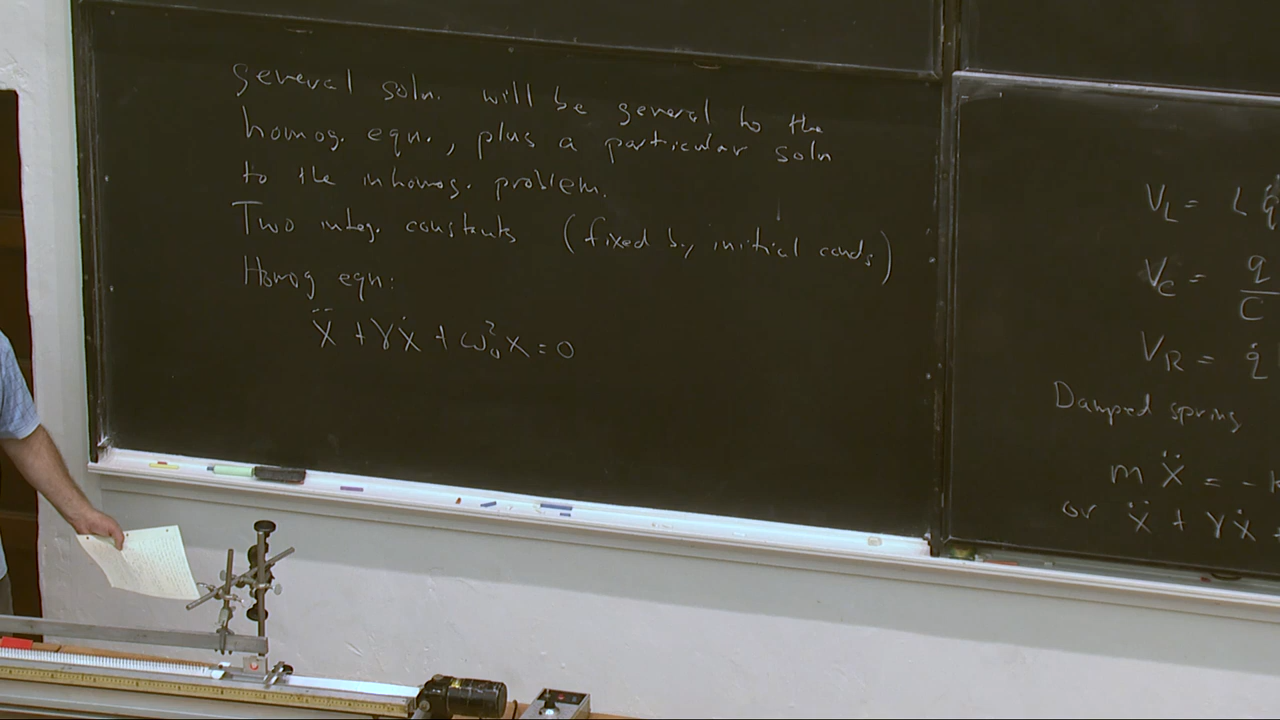 general soln. will be general to the
homog. eqn., plus a particular soln
to the inhomog. problem.
Two integ. constants (fixed by initial conds)
Homog eqn:
ẍ + γẋ + ω₀²x = 0
V_L = L q̈
V_C = q/C
V_R = q̇
Damped spring
mẍ = -k
or ẍ + γẋ